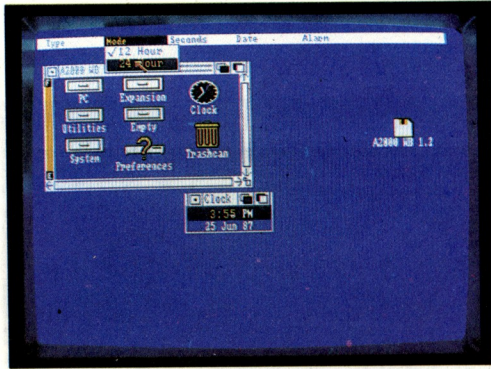 Type Mode Seconds Date Alarm
✓12 Hour
24 Hour
A2000 WB
PC Expansion Clock
Utilities Empty Trashcan
System Preferences
A2000 WB 1.2
Clock
3:55 PM
25 Jun 87